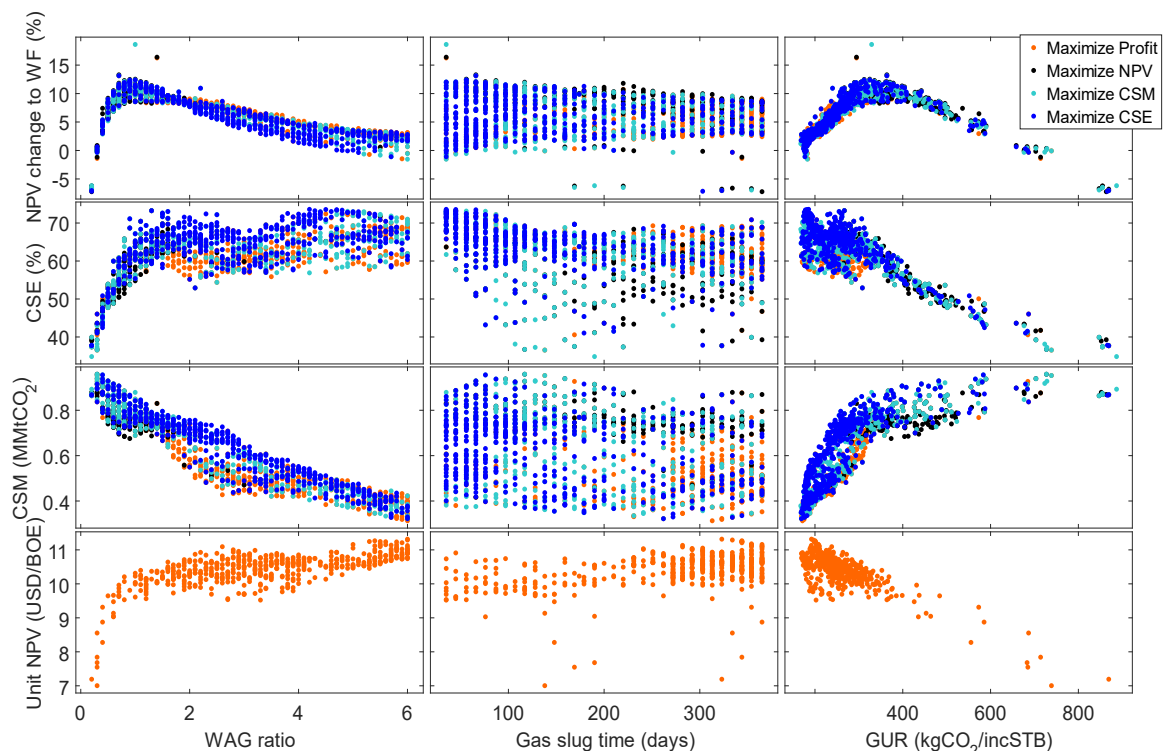 NPV change to WF (%)
15
10
5
0
-5
Maximize Profit
Maximize NPV
Maximize CSM
Maximize CSE
CSE (%)
70
60
50
40
CSM (MMtCO2)
0.8
0.6
0.4
Unit NPV (USD/BOE)
11
10
9
8
7
0 2 4 6
100 200 300
400 600 800
WAG ratio
Gas slug time (days)
GUR (kgCO2/incSTB)